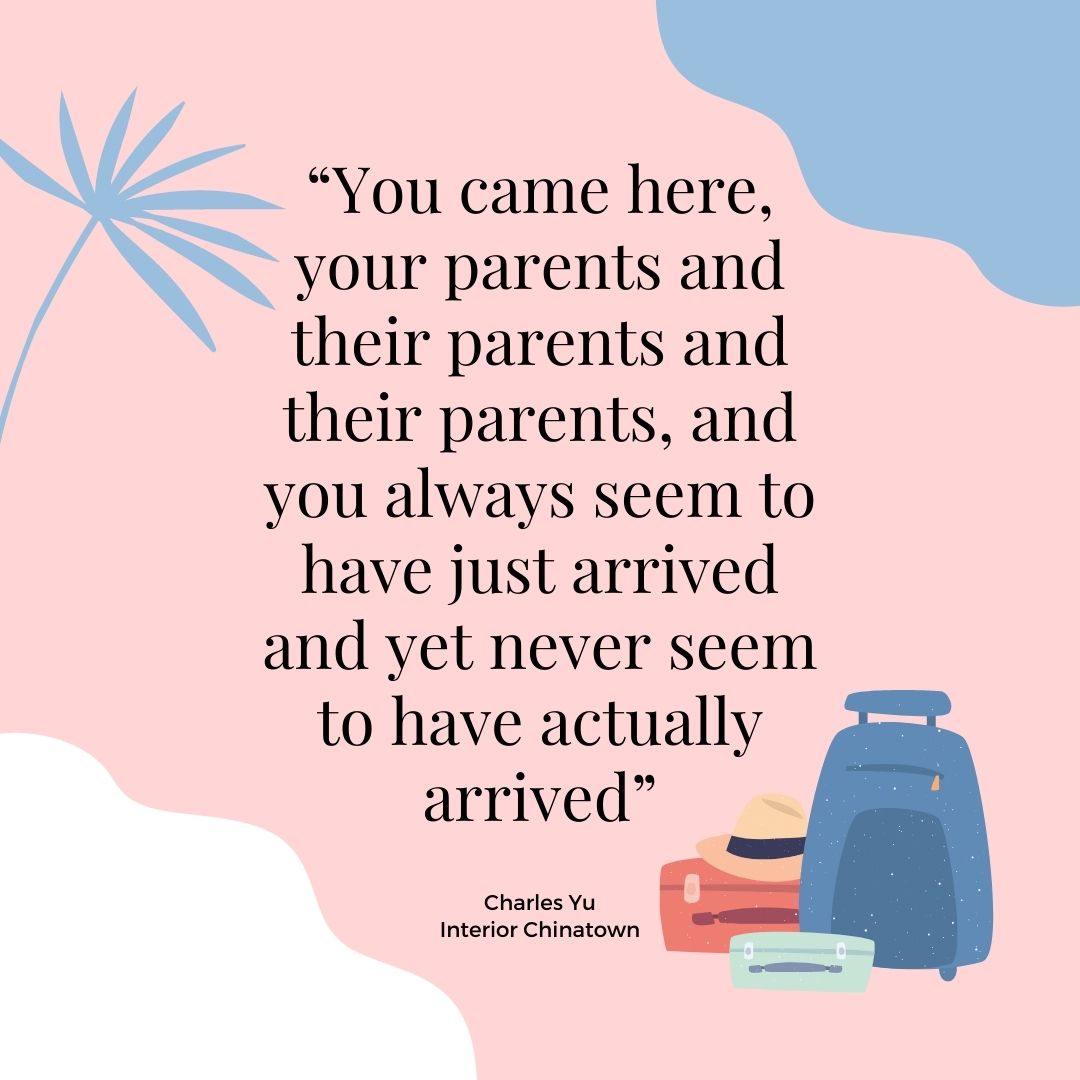 “You came here,
your parents and
their parents and
their parents, and
you always seem to
have just arrived
and yet never seem
to have actually
arrived”
Charles Yu
Interior Chinatown